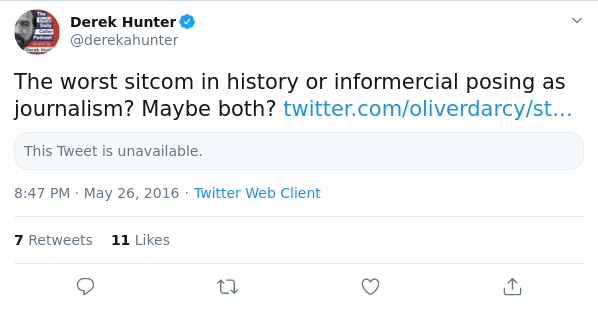 Derek Hunter
@derekahunter
The worst sitcom in history or informercial posing as
journalism? Maybe both? twitter.com/oliverdarcy/st…
This Tweet is unavailable.
8:47 PM · May 26, 2016 · Twitter Web Client
7 Retweets 11 Likes